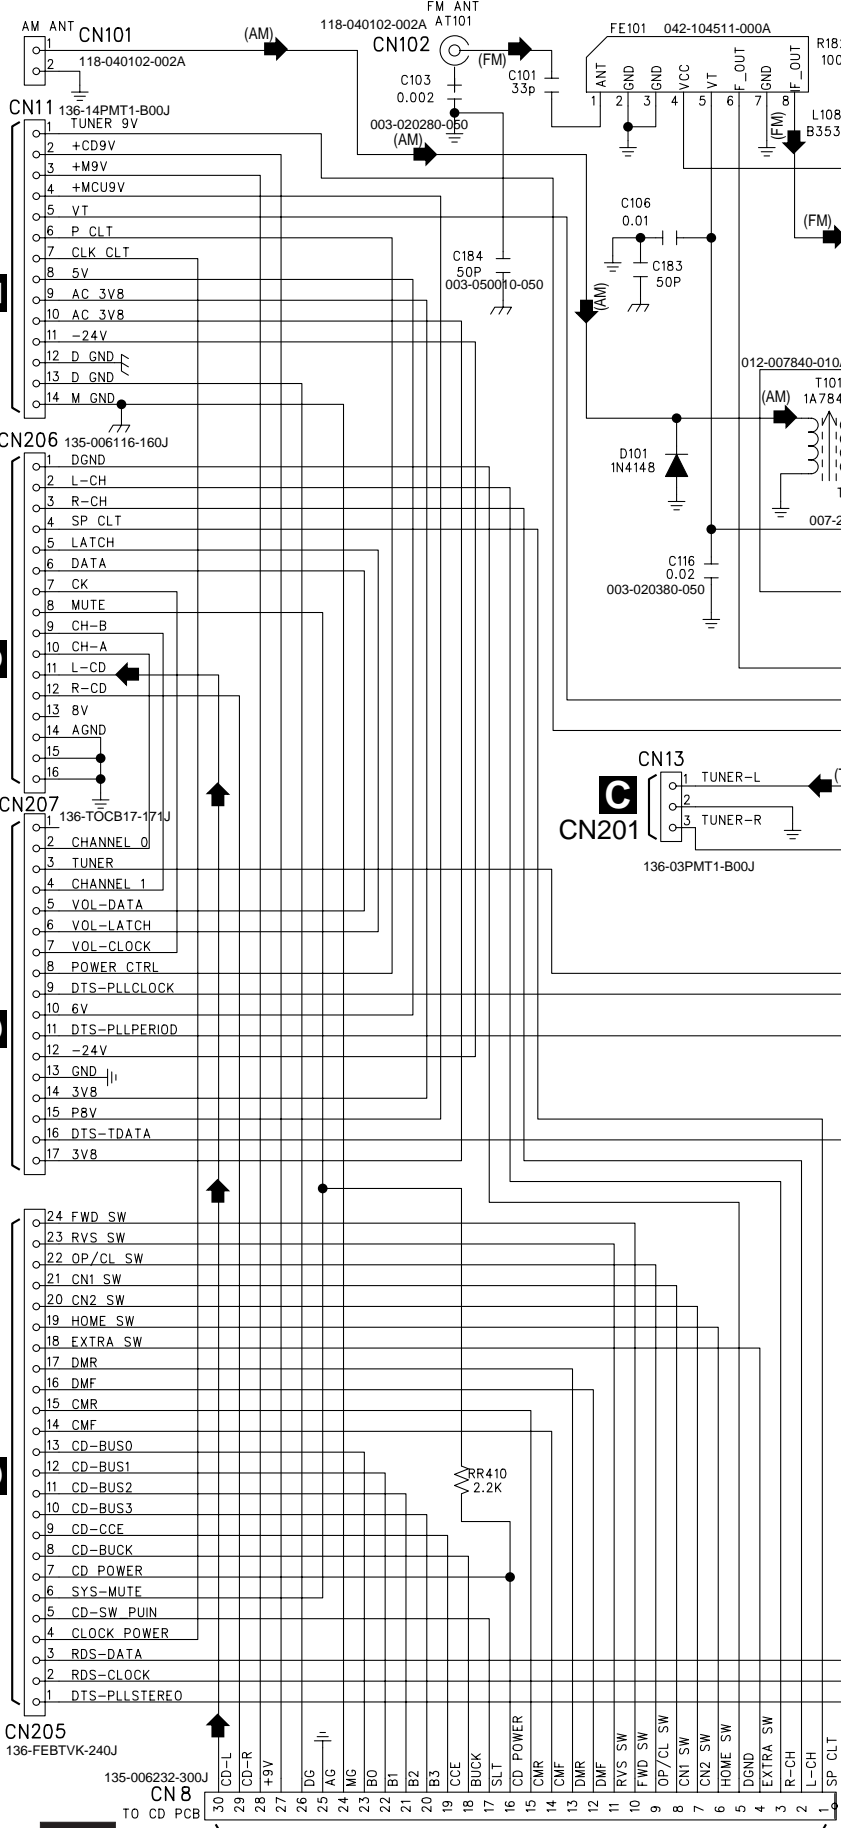 AM ANT
CN101
118-040102-002A
1
2
(AM)
FM ANT
AT101
118-040102-002A
CN102
(FM)
C103
0.002
C101
33p
003-020280-050
(AM)
FE101
042-104511-000A
ANT
GND
GND
VCC
VT
F_OUT
GND
IF_OUT
1 2 3 4 5 6 7 8
100
L108
B353
(FM)
(FM)
CN11
136-14PMT1-B00J
1 TUNER 9V
2 +CD9V
3 +M9V
4 +MCU9V
5 VT
6 P CLT
7 CLK CLT
8 5V
9 AC 3V8
10 AC 3V8
11 -24V
12 D GND
13 D GND
14 M GND
C106
0.01
C183
50P
C184
50P
003-050010-050
(AM)
012-007840-010
T101
1A784
(AM)
D101
1N4148
007-2
C116
0.02
003-020380-050
CN206
135-006116-160J
1 DGND
2 L-CH
3 R-CH
4 SP CLT
5 LATCH
6 DATA
7 CK
8 MUTE
9 CH-B
10 CH-A
11 L-CD
12 R-CD
13 8V
14 AGND
15
16
CN13
C
CN201
1 TUNER-L
2
3 TUNER-R
136-03PMT1-B00J
CN207
136-TOCB17-171J
1
2 CHANNEL 0
3 TUNER
4 CHANNEL 1
5 VOL-DATA
6 VOL-LATCH
7 VOL-CLOCK
8 POWER CTRL
9 DTS-PLLCLOCK
10 6V
11 DTS-PLLPERIOD
12 -24V
13 GND
14 3V8
15 P8V
16 DTS-TDATA
17 3V8
24 FWD SW
23 RVS SW
22 OP/CL SW
21 CN1 SW
20 CN2 SW
19 HOME SW
18 EXTRA SW
17 DMR
16 DMF
15 CMR
14 CMF
13 CD-BUS0
12 CD-BUS1
11 CD-BUS2
10 CD-BUS3
9 CD-CCE
8 CD-BUCK
7 CD POWER
6 SYS-MUTE
5 CD-SW PUIN
4 CLOCK POWER
3 RDS-DATA
2 RDS-CLOCK
1 DTS-PLLSTEREO
RR410
2.2K
CN205
136-FEBTVK-240J
135-006232-300J
CN8
TO CD PCB
CD-L
CD-R
+9V
DG
AG
MG
B0
B1
B2
B3
CCE
BUCK
SLT
CD POWER
CMR
CMF
DMR
DMF
RVS SW
FWD SW
OP/CL SW
CN1 SW
CN2 SW
HOME SW
DGND
EXTRA SW
R-CH
L-CH
SP CLT
30 29 28 27 26 25 24 23 22 21 20 19 18 17 16 15 14 13 12 11 10 9 8 7 6 5 4 3 2 1